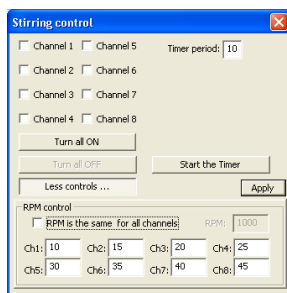 Stirring control
Channel 1 Channel 5 Timer period: 10
Channel 2 Channel 6
Channel 3 Channel 7
Channel 4 Channel 8
Turn all ON
Turn all OFF Start the Timer
Less controls ... Apply
RPM control
RPM is the same for all channels RPM: 1000
Ch1: 10 Ch2: 15 Ch3: 20 Ch4: 25
Ch5: 30 Ch6: 35 Ch7: 40 Ch8: 45